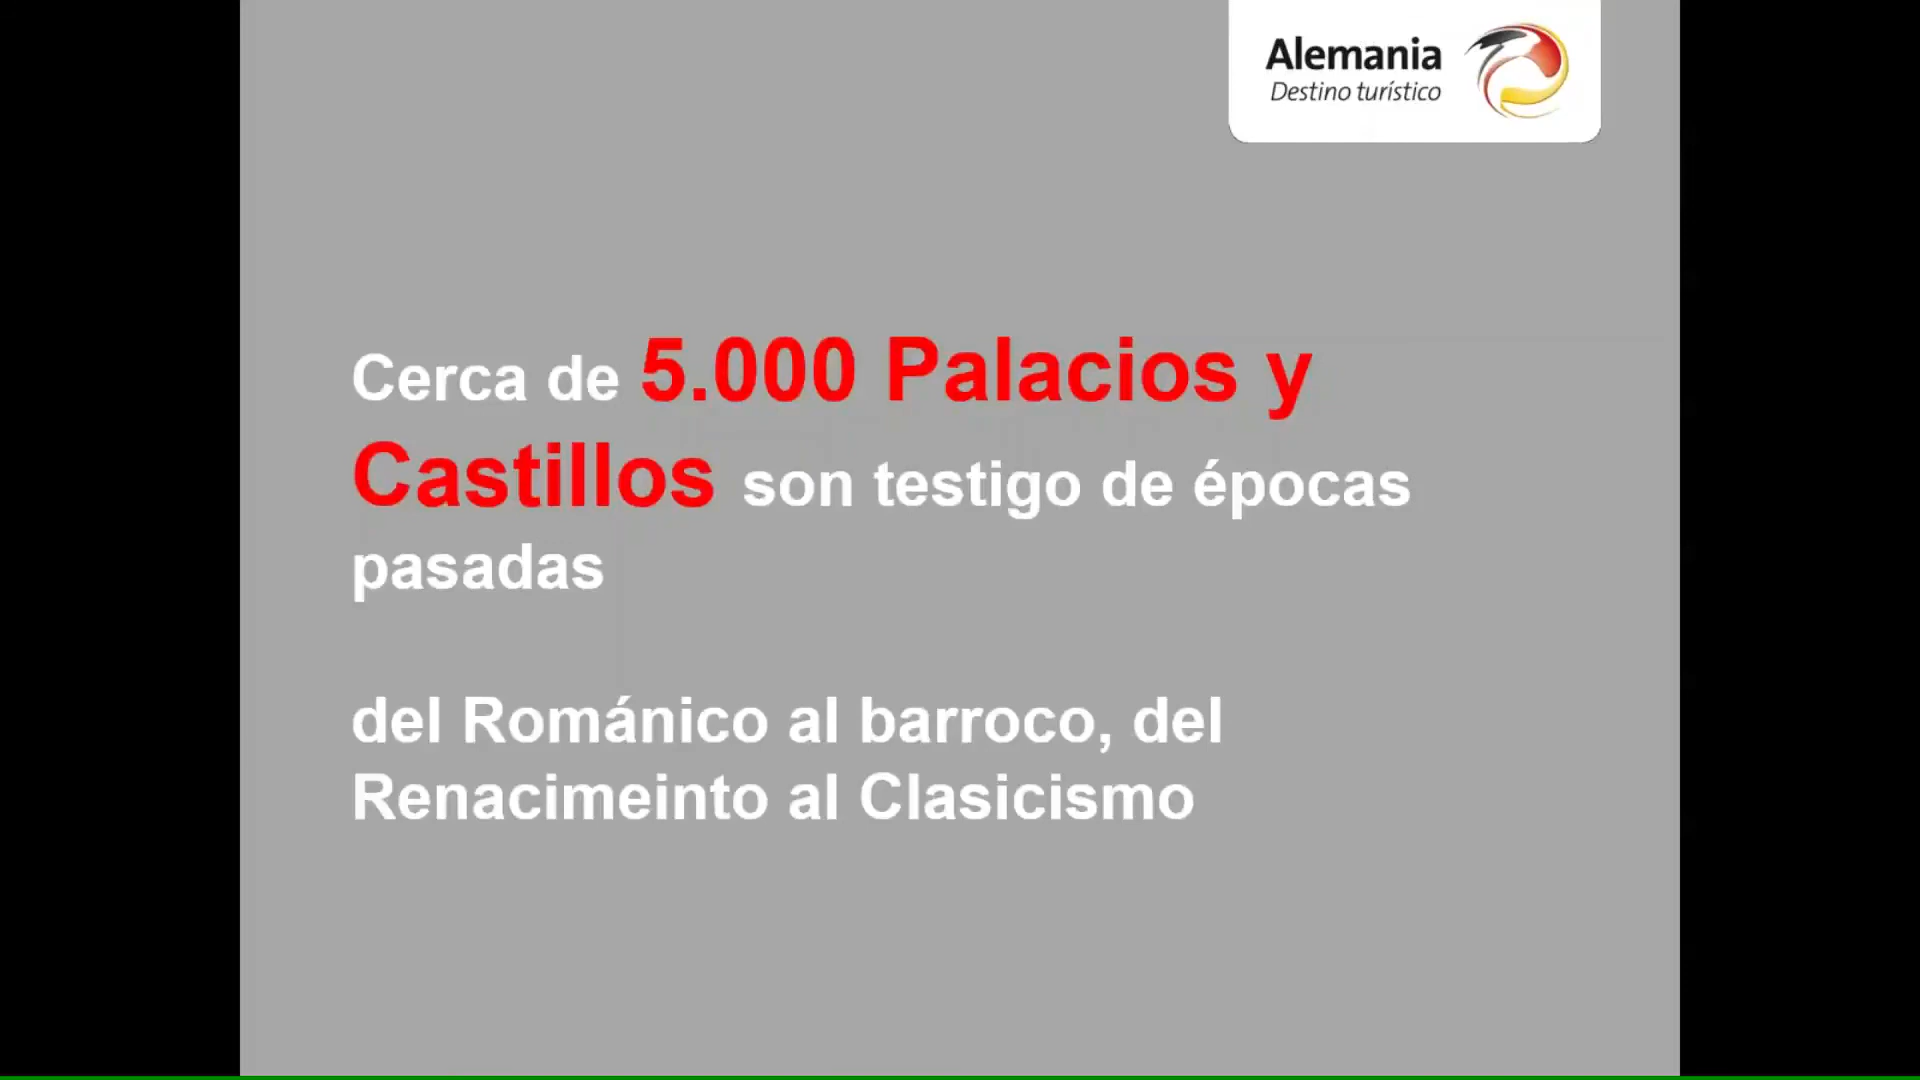 Alemania
Destino turístico
Cerca de 5.000 Palacios y
Castillos son testigo de épocas
pasadas
del Románico al barroco, del
Renacimeinto al Clasicismo